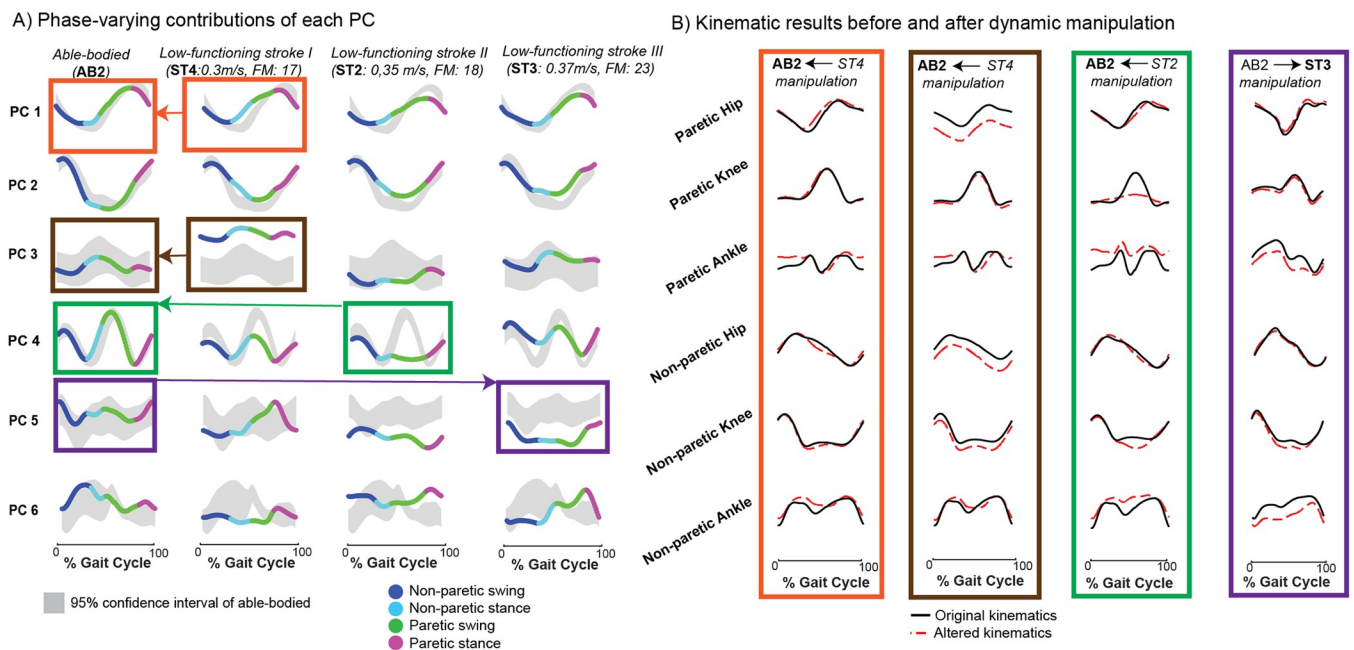 A) Phase-varying contributions of each PC
Able-bodied
(AB2)
Low-functioning stroke I
(ST4:0.3m/s, FM: 17)
Low-functioning stroke II
(ST2: 0,35 m/s, FM: 18)
Low-functioning stroke III
(ST3: 0.37m/s, FM: 23)
PC 1
PC 2
PC 3
PC 4
PC 5
PC 6
0 100
% Gait Cycle
0 100
% Gait Cycle
0 100
% Gait Cycle
0 100
% Gait Cycle
95% confidence interval of able-bodied
Non-paretic swing
Non-paretic stance
Paretic swing
Paretic stance
B) Kinematic results before and after dynamic manipulation
AB2 ← ST4
manipulation
AB2 ← ST4
manipulation
AB2 ← ST2
manipulation
AB2 → ST3
manipulation
Paretic Hip
Paretic Knee
Paretic Ankle
Non-paretic Hip
Non-paretic Knee
Non-paretic Ankle
0 100
% Gait Cycle
0 100
% Gait Cycle
0 100
% Gait Cycle
0 100
% Gait Cycle
Original kinematics
Altered kinematics